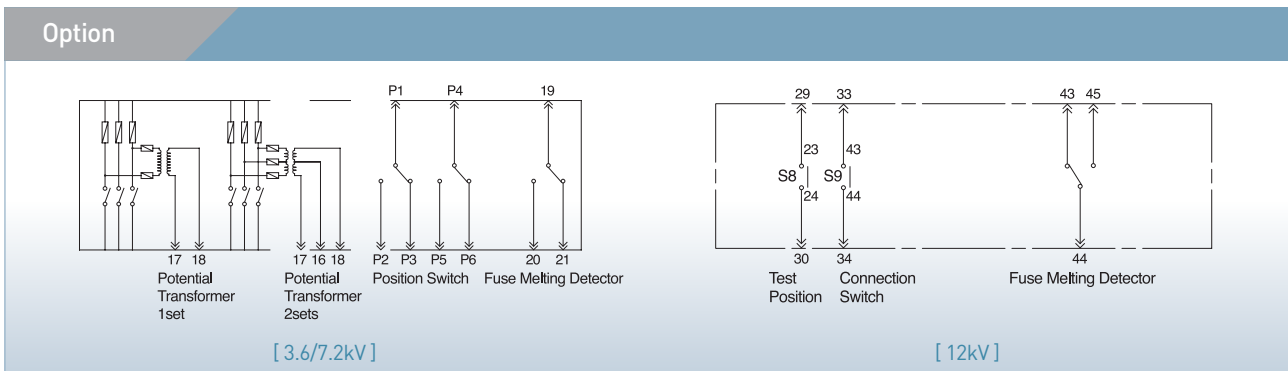 Option
P1 P4 19
29 33 43 45
23 43
S8 S9
24 44
17 18 17 16 18 P2 P3 P5 P6 20 21
30 34 44
Potential
Transformer
1set
Potential
Transformer
2sets
Position Switch
Fuse Melting Detector
Test
Position
Connection
Switch
Fuse Melting Detector
[ 3.6/7.2kV ]
[ 12kV ]